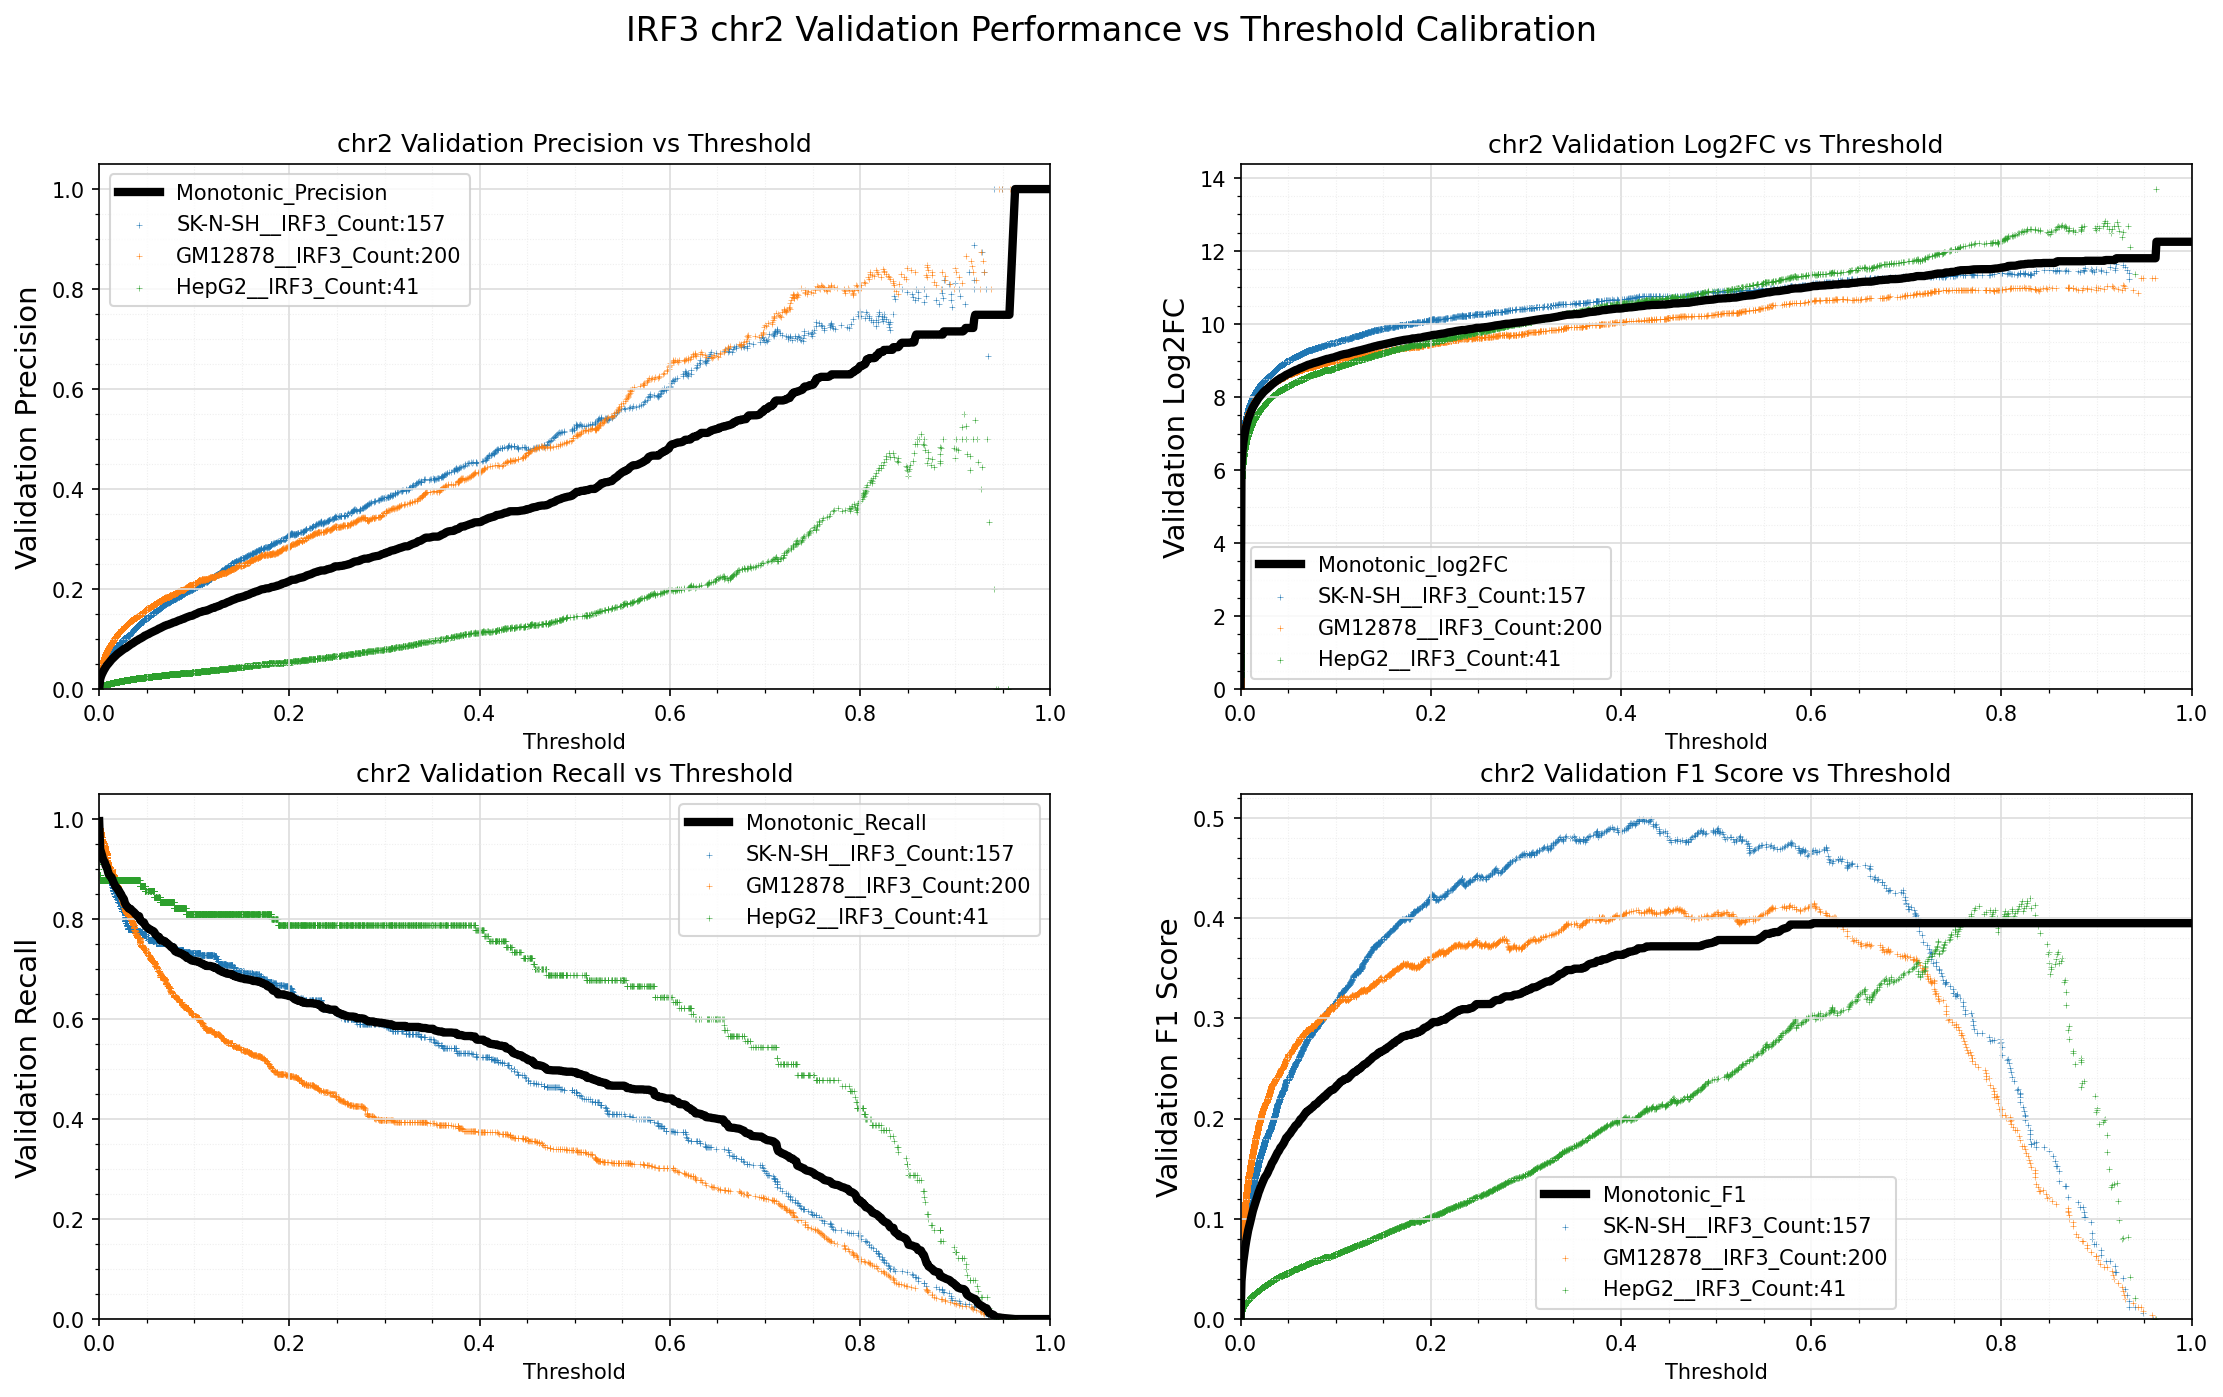 IRF3 chr2 Validation Performance vs Threshold Calibration
chr2 Validation Precision vs Threshold
Validation Precision
1.0
0.8
0.6
0.4
0.2
0.0
Monotonic_Precision
SK-N-SH__IRF3_Count:157
GM12878__IRF3_Count:200
HepG2__IRF3_Count:41
0.0 0.2 0.4 0.6 0.8 1.0
Threshold
chr2 Validation Log2FC vs Threshold
Validation Log2FC
14
12
10
8
6
4
2
0
Monotonic_log2FC
SK-N-SH__IRF3_Count:157
GM12878__IRF3_Count:200
HepG2__IRF3_Count:41
0.0 0.2 0.4 0.6 0.8 1.0
Threshold
chr2 Validation Recall vs Threshold
Validation Recall
1.0
0.8
0.6
0.4
0.2
0.0
Monotonic_Recall
SK-N-SH__IRF3_Count:157
GM12878__IRF3_Count:200
HepG2__IRF3_Count:41
0.0 0.2 0.4 0.6 0.8 1.0
Threshold
chr2 Validation F1 Score vs Threshold
Validation F1 Score
0.5
0.4
0.3
0.2
0.1
0.0
Monotonic_F1
SK-N-SH__IRF3_Count:157
GM12878__IRF3_Count:200
HepG2__IRF3_Count:41
0.0 0.2 0.4 0.6 0.8 1.0
Threshold